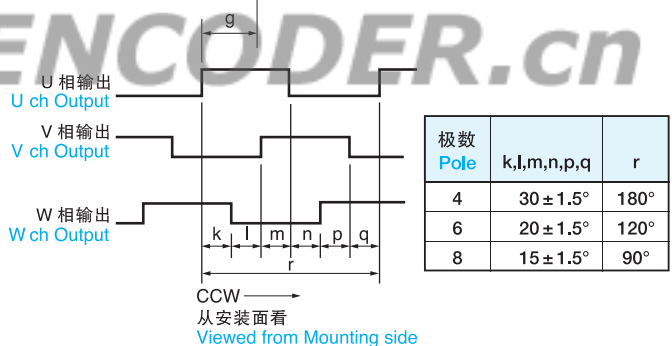 ENCODER.cn
g
U 相输出
U ch Output
V 相输出
V ch Output
W 相输出
W ch Output
k l m n p q
r
CCW
从安装面看
Viewed from Mounting side
极数
Pole k,l,m,n,p,q r
4 30±1.5° 180°
6 20±1.5° 120°
8 15±1.5° 90°